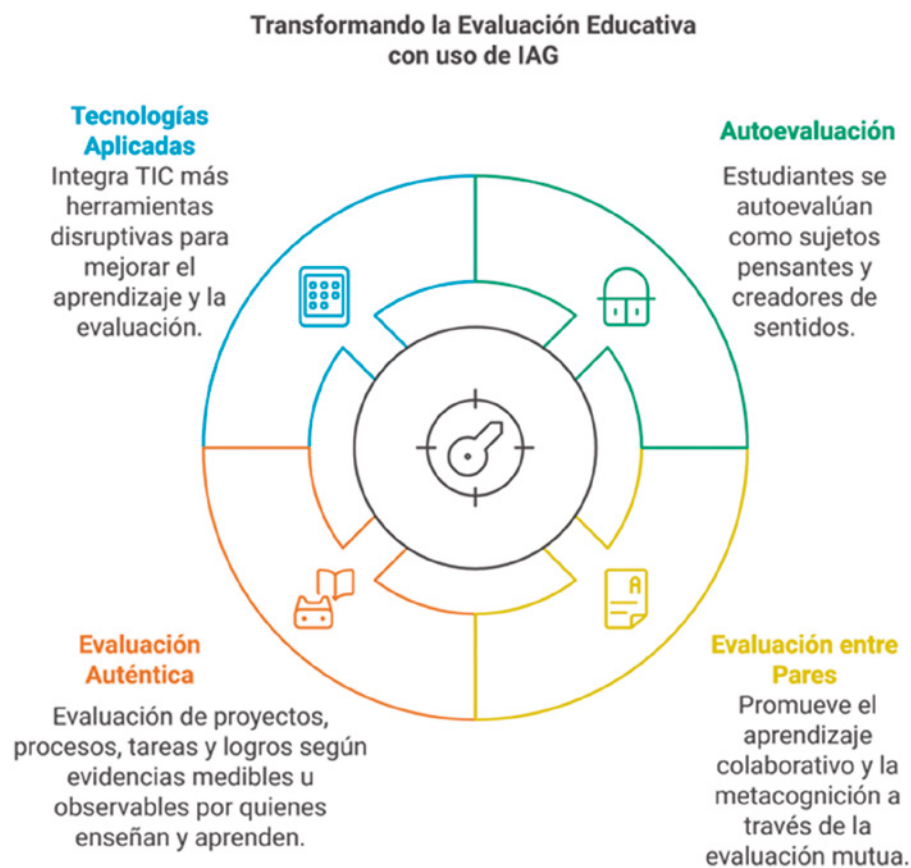 Transformando la Evaluación Educativa
con uso de IAG
Tecnologías
Aplicadas
Integra TIC más
herramientas
disruptivas para
mejorar el
aprendizaje y la
evaluación.
Autoevaluación
Estudiantes se
autoevalúan
como sujetos
pensantes y
creadores de
sentidos.
A
Evaluación
Auténtica
Evaluación de proyectos,
procesos, tareas y logros según
evidencias medibles u
observables por quienes
enseñan y aprenden.
Evaluación entre
Pares
Promueve el
aprendizaje
colaborativo y la
metacognición a
través de la
evaluación mutua.